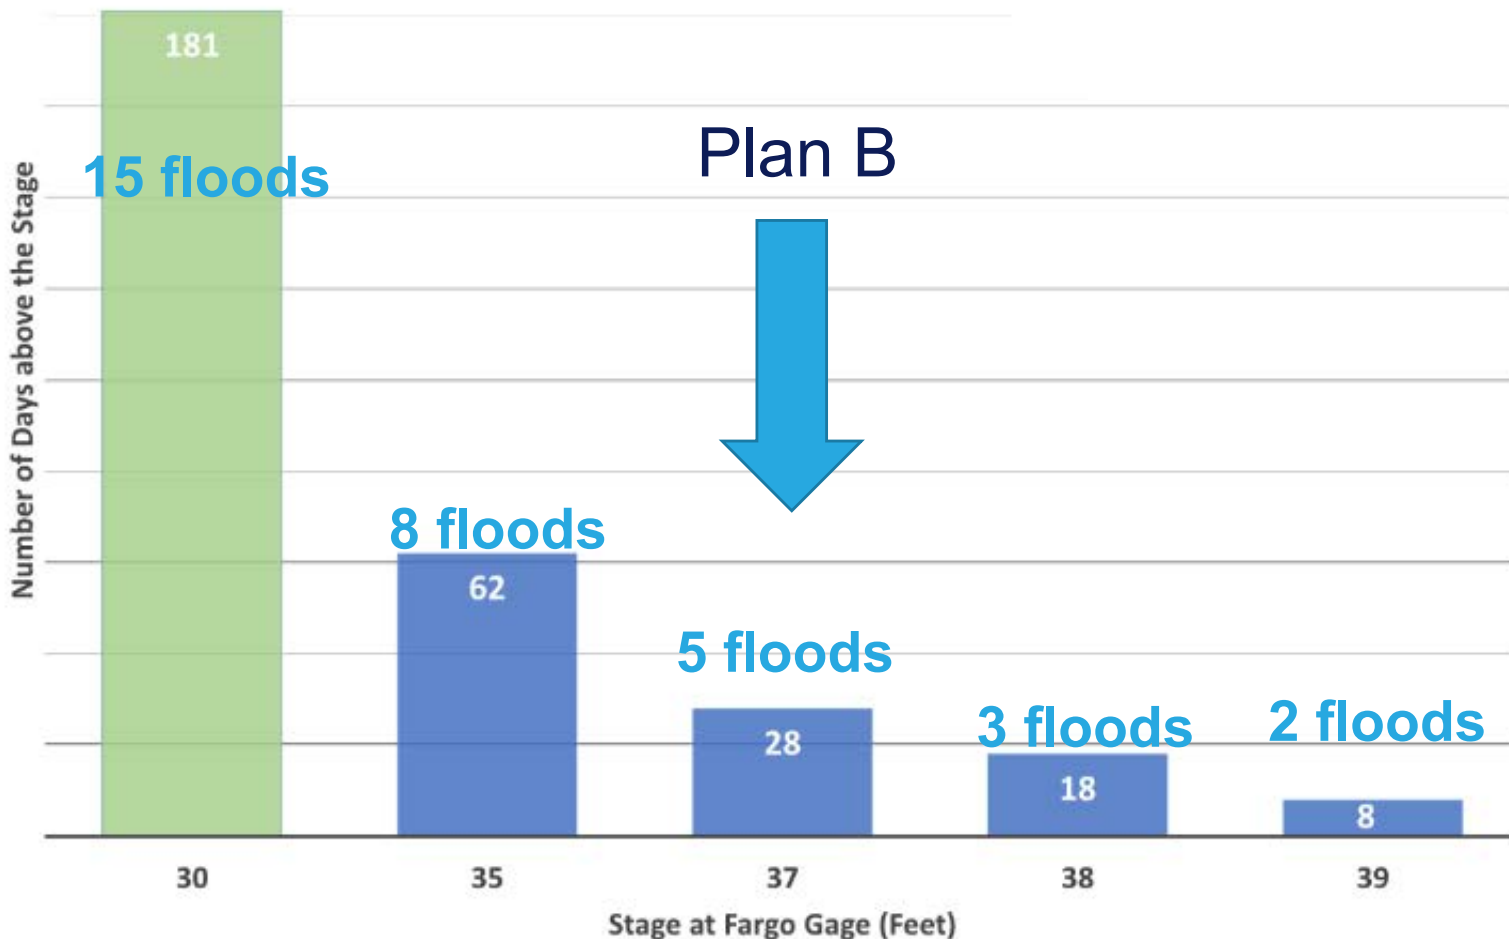 181
15 floods
Plan B
Number of Days above the Stage
8 floods
62
5 floods
28
3 floods
18
2 floods
8
30 35 37 38 39
Stage at Fargo Gage (Feet)